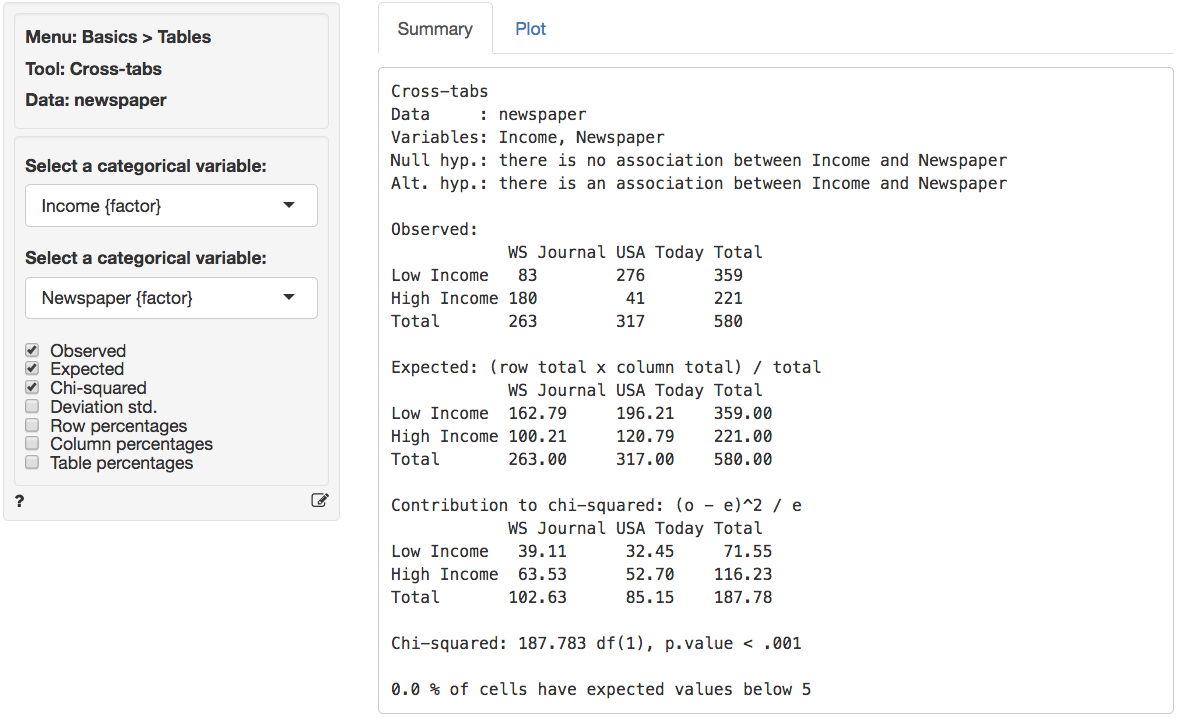 Menu: Basics > Tables
Tool: Cross-tabs
Data: newspaper
Select a categorical variable:
Income {factor}
Select a categorical variable:
Newspaper {factor}
Observed
Expected
Chi-squared
Deviation std.
Row percentages
Column percentages
Table percentages
?
Summary Plot
Cross-tabs
Data     : newspaper
Variables: Income, Newspaper
Null hyp.: there is no association between Income and Newspaper
Alt. hyp.: there is an association between Income and Newspaper
Observed:
            WS Journal USA Today Total
Low Income   83        276       359
High Income 180         41       221
Total       263        317       580
Expected: (row total x column total) / total
            WS Journal USA Today Total
Low Income  162.79     196.21    359.00
High Income 100.21     120.79    221.00
Total       263.00     317.00    580.00
Contribution to chi-squared: (o - e)^2 / e
            WS Journal USA Today Total
Low Income   39.11      32.45     71.55
High Income  63.53      52.70    116.23
Total       102.63      85.15    187.78
Chi-squared: 187.783 df(1), p.value < .001
0.0 % of cells have expected values below 5